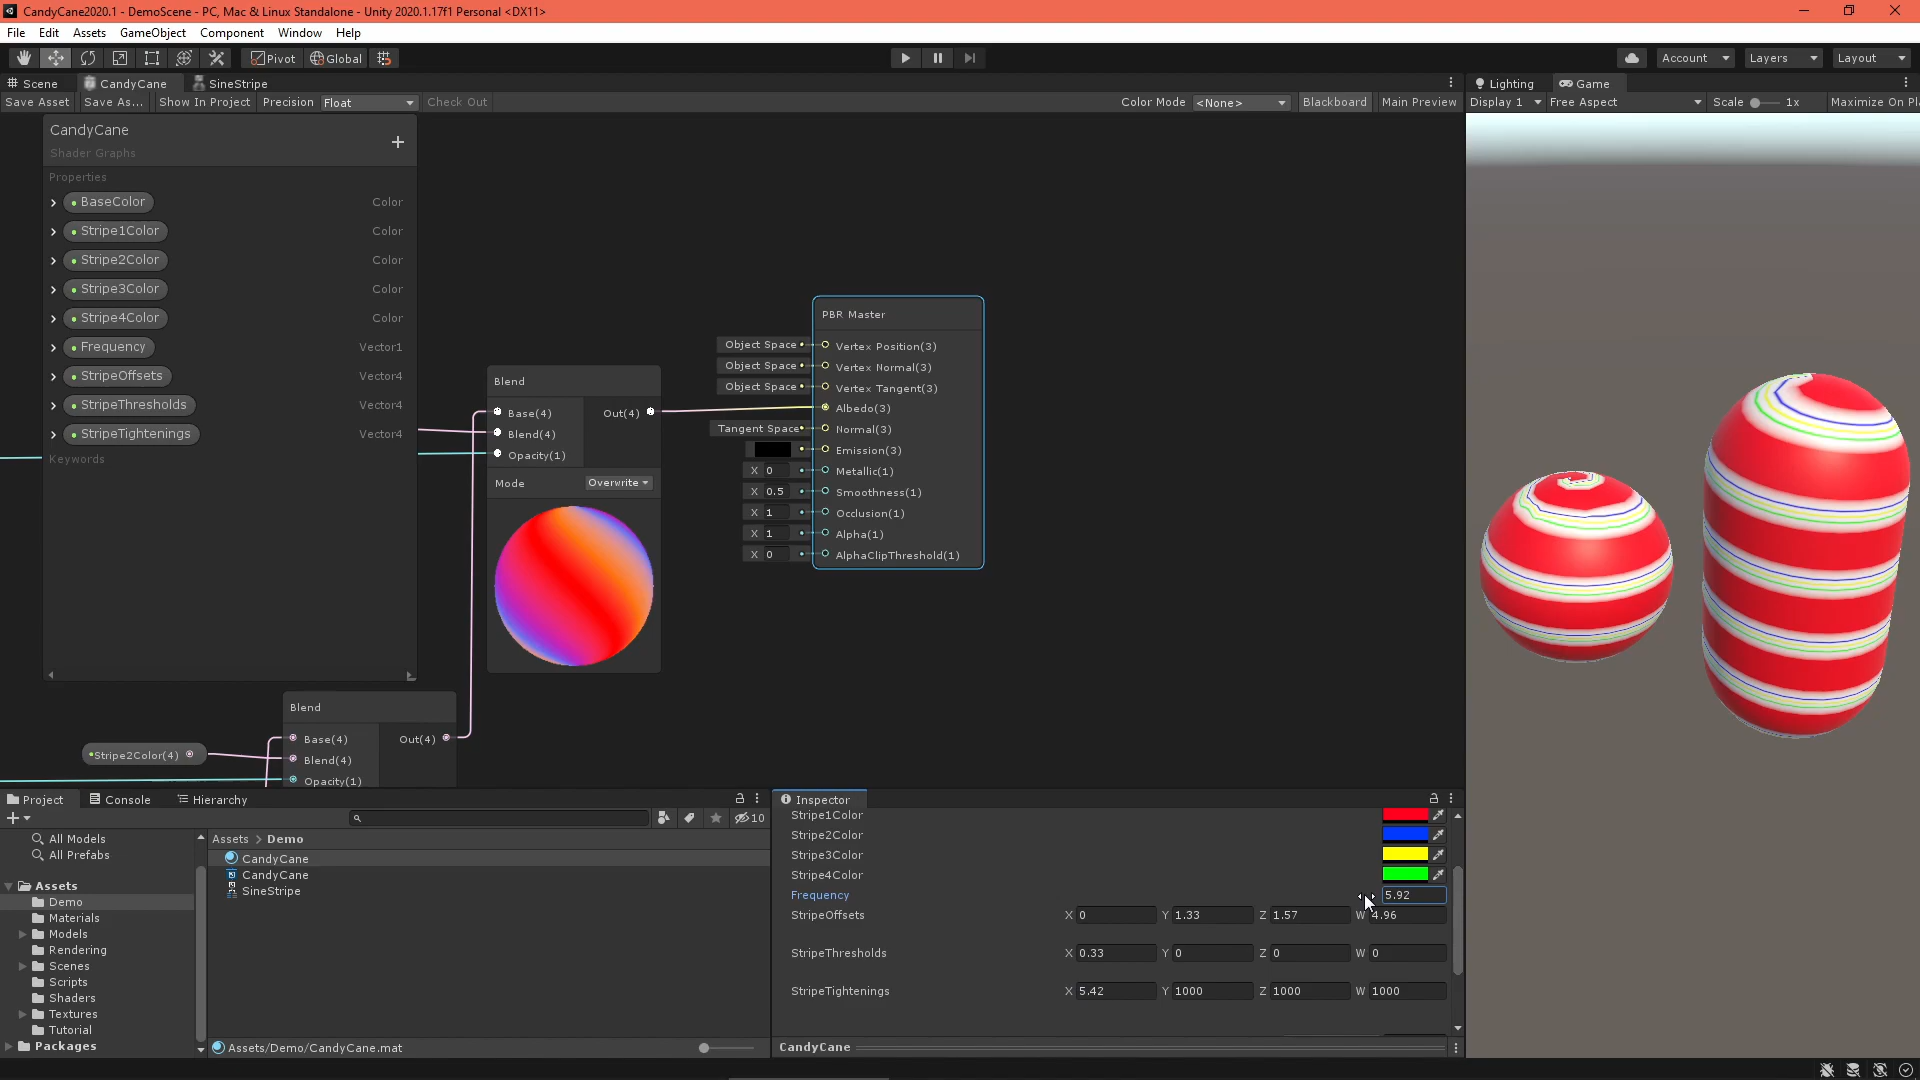 CandyCane2020.1 - DemoScene - PC, Mac & Linux Standalone - Unity 2020.1.17f1 Personal <DX11>
File Edit Assets GameObject Component Window Help
Pivot Global Account Layers Layout
Scene CandyCane SineStripe Lighting Game
Save Asset Save As... Show In Project Precision Float Check Out Color Mode <None> Blackboard Main Preview Display 1 Free Aspect Scale 1x Maximize On Pl
CandyCane
Shader Graphs
Properties
BaseColor Color
Stripe1Color Color
Stripe2Color Color
Stripe3Color Color
Stripe4Color Color
Frequency Vector1
StripeOffsets Vector4
StripeThresholds Vector4
StripeTightenings Vector4
Keywords
Blend
Base(4) Out(4)
Blend(4)
Opacity(1)
Mode Overwrite
PBR Master
Object Space Vertex Position(3)
Object Space Vertex Normal(3)
Object Space Vertex Tangent(3)
Albedo(3)
Tangent Space Normal(3)
Emission(3)
X 0 Metallic(1)
X 0.5 Smoothness(1)
X 1 Occlusion(1)
X 1 Alpha(1)
X 0 AlphaClipThreshold(1)
Blend
Stripe2Color(4) Base(4) Out(4)
Blend(4)
Opacity(1)
Project Console Hierarchy
10
All Models
All Prefabs
Assets
Demo
Materials
Models
Rendering
Scenes
Scripts
Shaders
Textures
Tutorial
Packages
Assets > Demo
CandyCane
CandyCane
SineStripe
Assets/Demo/CandyCane.mat
Inspector
Stripe1Color
Stripe2Color
Stripe3Color
Stripe4Color
Frequency 5.92
StripeOffsets X 0 Y 1.33 Z 1.57 W 4.96
StripeThresholds X 0.33 Y 0 Z 0 W 0
StripeTightenings X 5.42 Y 1000 Z 1000 W 1000
CandyCane